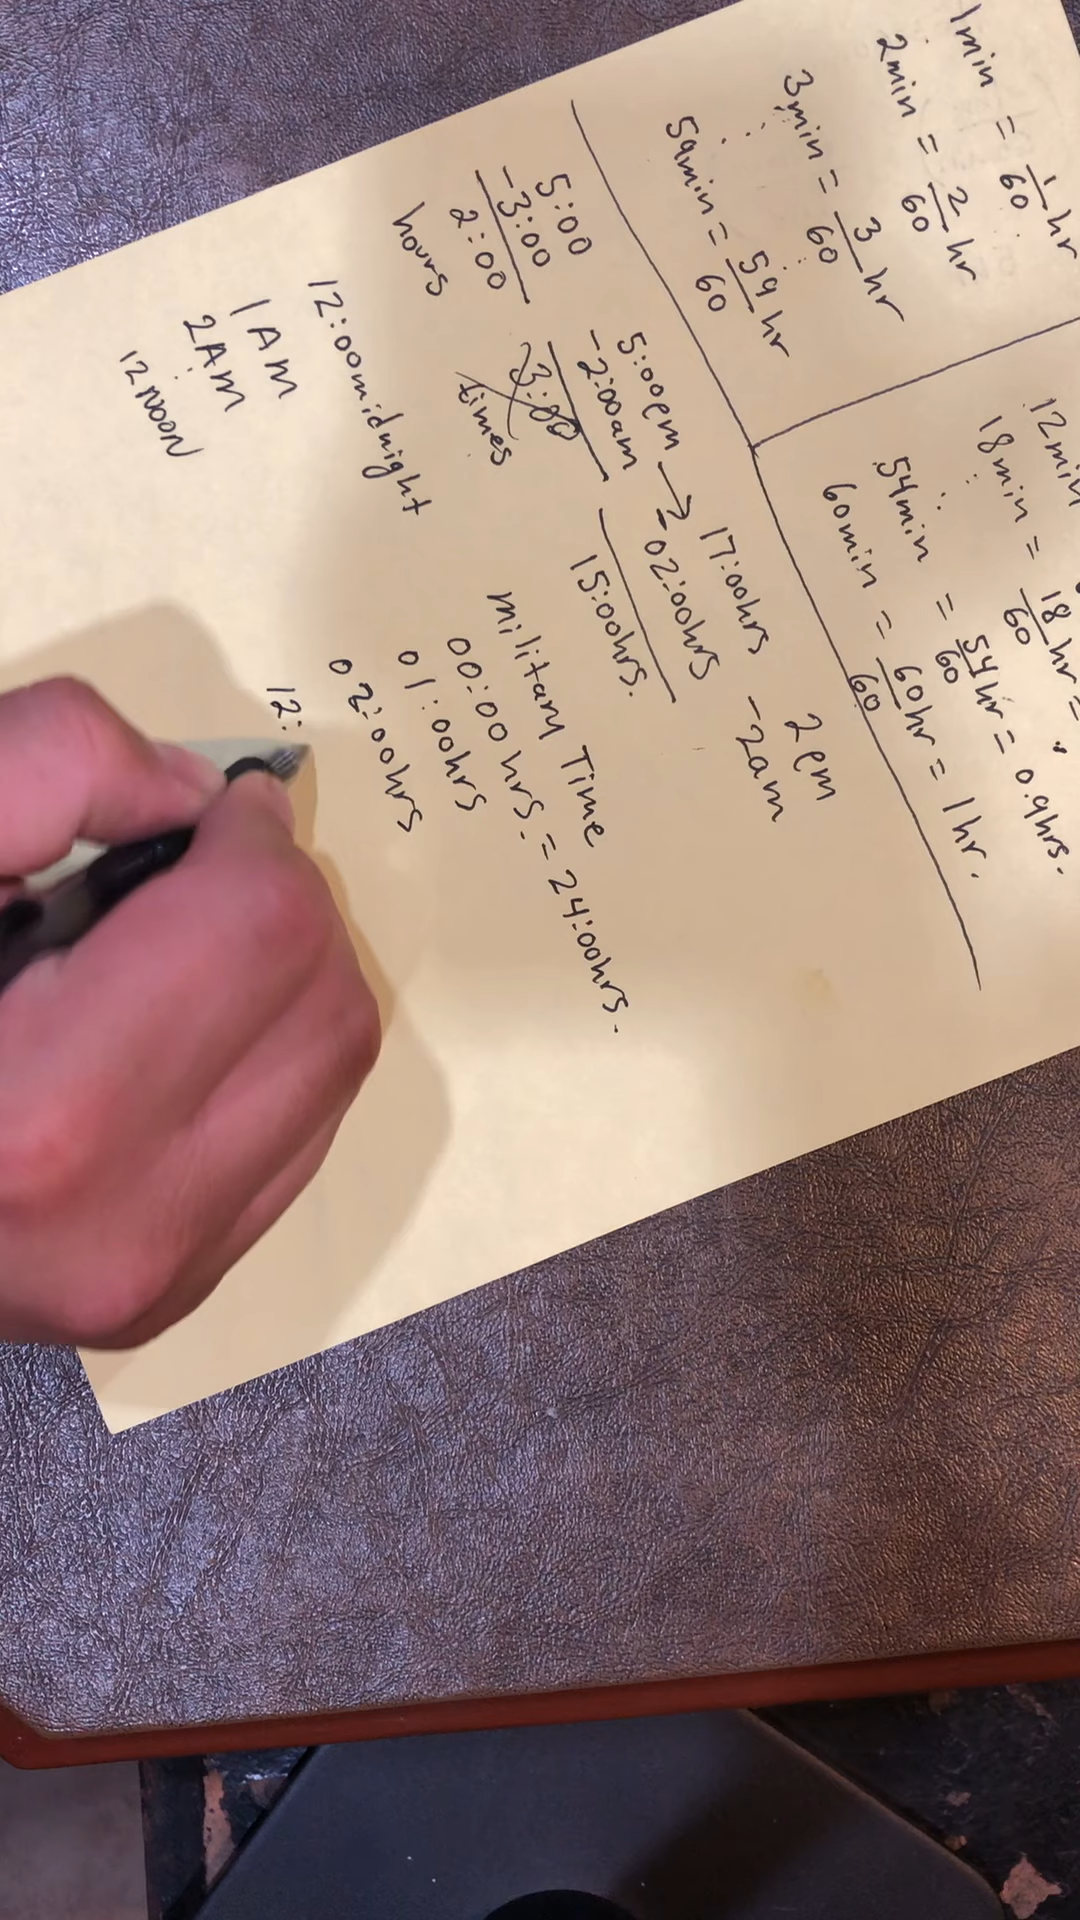 1min = 1/60 hr
2min = 2/60 hr
3min = 3/60 hr
59min = 59/60 hr
12min
18min = 18/60 hr =
54min = 54/60 hr = 0.9hrs.
60min = 60/60 hr = 1hr.
5:00
-3:00
2:00
hours
5:00pm → 17:00hrs
-2:00am -02:00hrs
3:00 15:00hrs.
times
2pm
-2am
military Time
12:00midnight 00:00 hrs. = 24:00hrs.
1 AM 01:00hrs
2AM 02:00hrs
12 NOON 12: